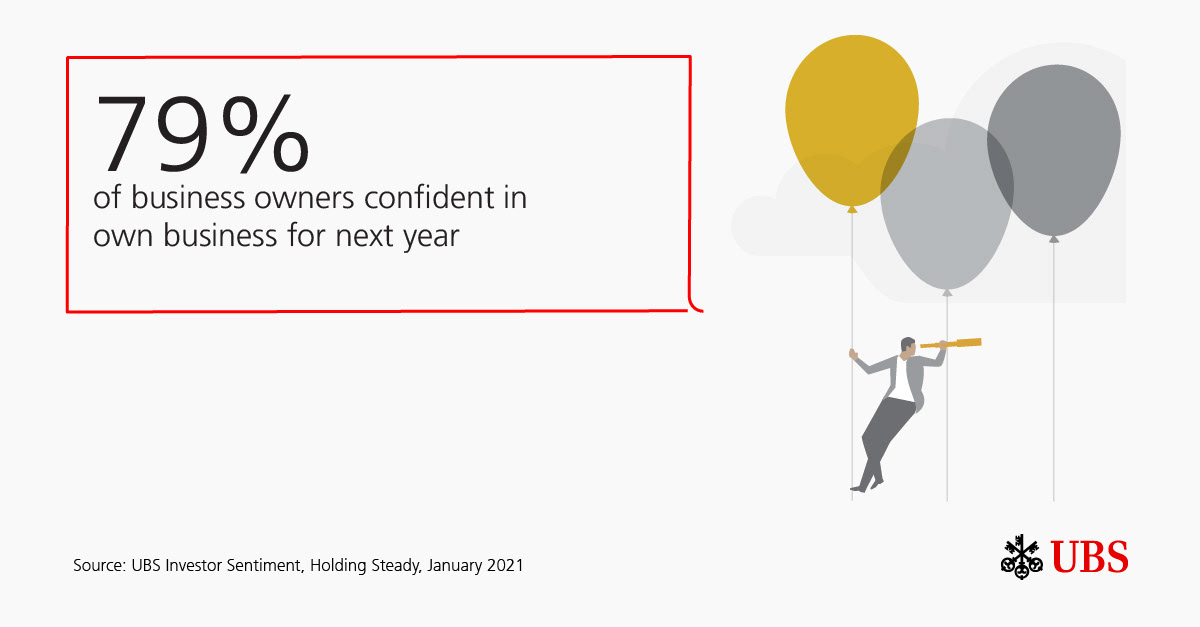 79%
of business owners confident in
own business for next year
Source: UBS Investor Sentiment, Holding Steady, January 2021
UBS